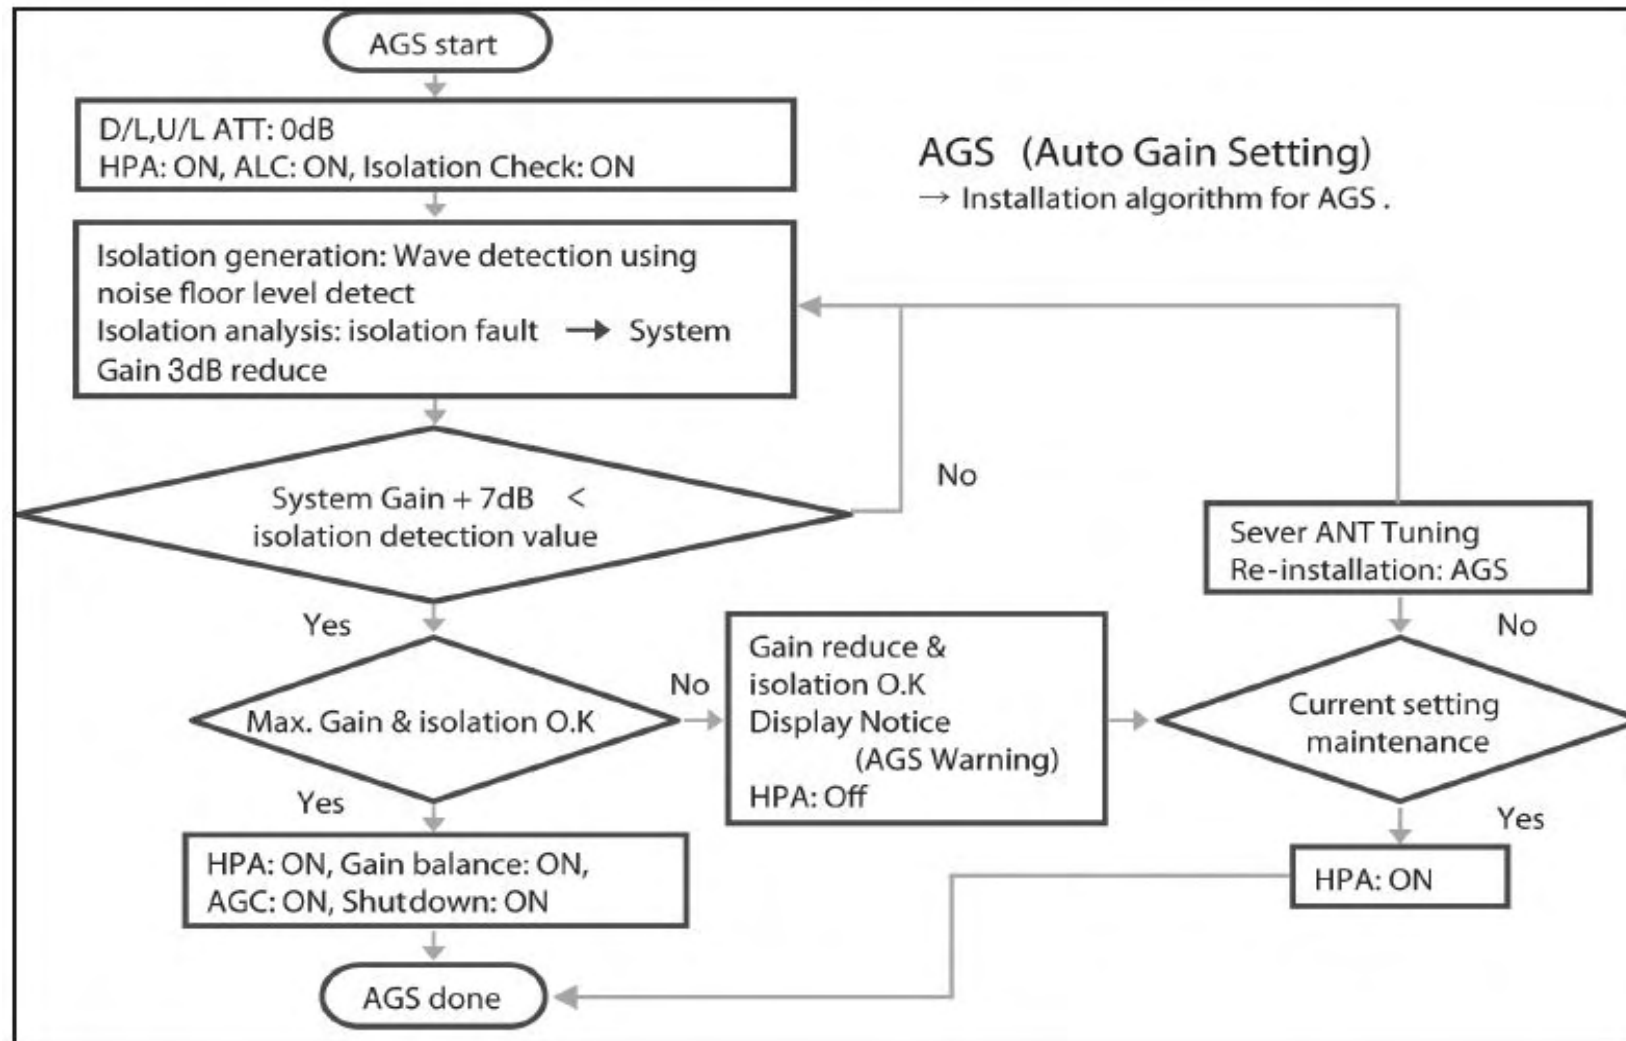 AGS start
D/L,U/L ATT: 0dB
HPA: ON, ALC: ON, Isolation Check: ON
AGS (Auto Gain Setting)
→ Installation algorithm for AGS .
Isolation generation: Wave detection using
noise floor level detect
Isolation analysis: isolation fault → System
Gain 3dB reduce
No
System Gain + 7dB <
isolation detection value
Sever ANT Tuning
Re-installation: AGS
Yes
No
Gain reduce &
isolation O.K
Display Notice
(AGS Warning)
HPA: Off
No
Max. Gain & isolation O.K
Current setting
maintenance
Yes
Yes
HPA: ON, Gain balance: ON,
AGC: ON, Shutdown: ON
HPA: ON
AGS done